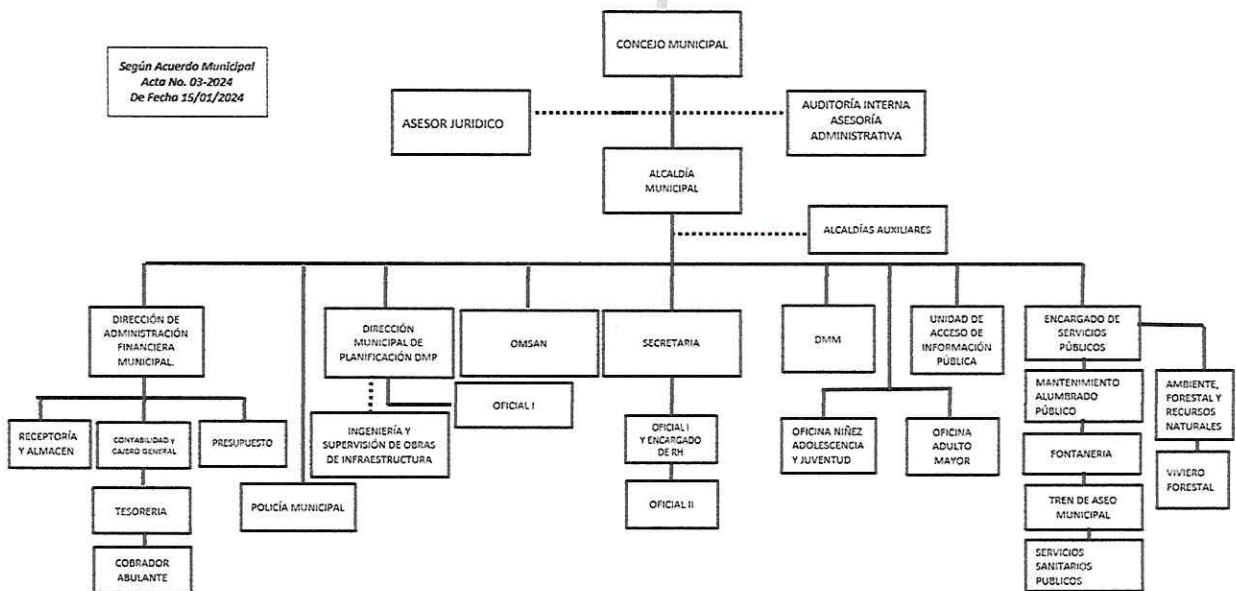 CONCEJO MUNICIPAL
Según Acuerdo Municipal
Acta No. 03-2024
De Fecha 15/01/2024
ASESOR JURIDICO
AUDITORÍA INTERNA
ASESORÍA
ADMINISTRATIVA
ALCALDÍA
MUNICIPAL
ALCALDÍAS AUXILIARES
DIRECCIÓN DE
ADMINISTRACIÓN
FINANCIERA
MUNICIPAL.
DIRECCIÓN
MUNICIPAL DE
PLANIFICACIÓN DMP
OMSAN
SECRETARIA
DMM
UNIDAD DE
ACCESO DE
INFORMACIÓN
PÚBLICA
ENCARGADO DE
SERVICIOS
PÚBLICOS
RECEPTORÍA
Y ALMACEN
CONTABILIDAD Y
CAJERO GENERAL
PRESUPUESTO
INGENIERÍA Y
SUPERVISIÓN DE OBRAS
DE INFRAESTRUCTURA
OFICIAL I
OFICIAL I
Y ENCARGADO
DE RH
OFICINA NIÑEZ
ADOLESCENCIA
Y JUVENTUD
OFICINA
ADULTO
MAYOR
MANTENIMIENTO
ALUMBRADO
PÚBLICO
AMBIENTE,
FORESTAL Y
RECURSOS
NATURALES
FONTANERIA
VIVIERO
FORESTAL
TESORERIA
POLICÍA MUNICIPAL
OFICIAL II
TREN DE ASEO
MUNICIPAL
COBRADOR
ABULANTE
SERVICIOS
SANITARIOS
PUBLICOS